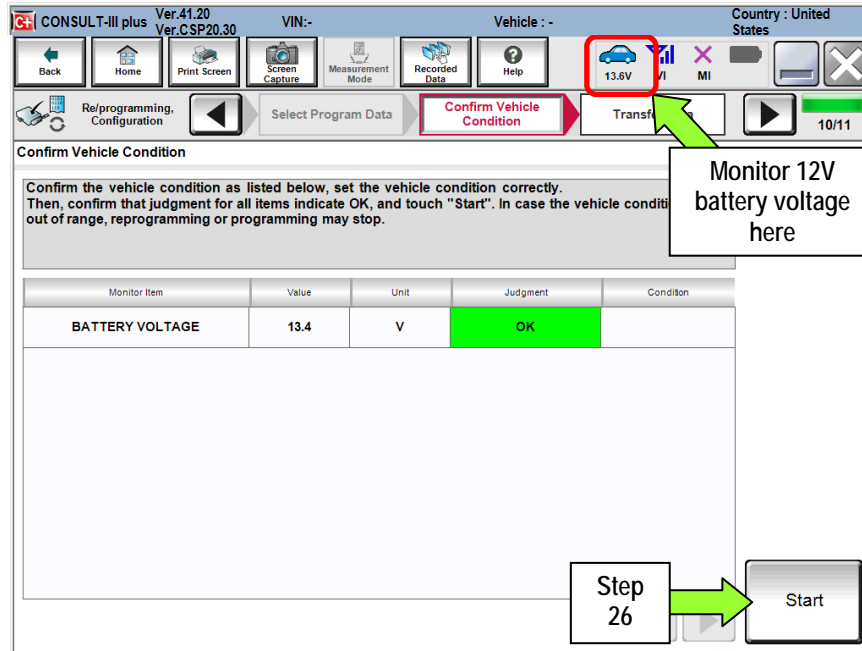 C+ CONSULT-III plus Ver.41.20
Ver.CSP20.30
VIN:-
Vehicle : -
Country : United
States
Back
Home
Print Screen
Screen
Capture
Measurement
Mode
Recorded
Data
Help
13.6V
VI
MI
Re/programming,
Configuration
Select Program Data
Confirm Vehicle
Condition
10/11
Confirm Vehicle Condition
Monitor 12V
battery voltage
here
Confirm the vehicle condition as listed below, set the vehicle condition correctly.
Then, confirm that judgment for all items indicate OK, and touch "Start". In case the vehicle
out of range, reprogramming or programming may stop.
Monitor Item
Value
Unit
Judgment
Condition
BATTERY VOLTAGE
13.4
V
OK
Step
26
Start